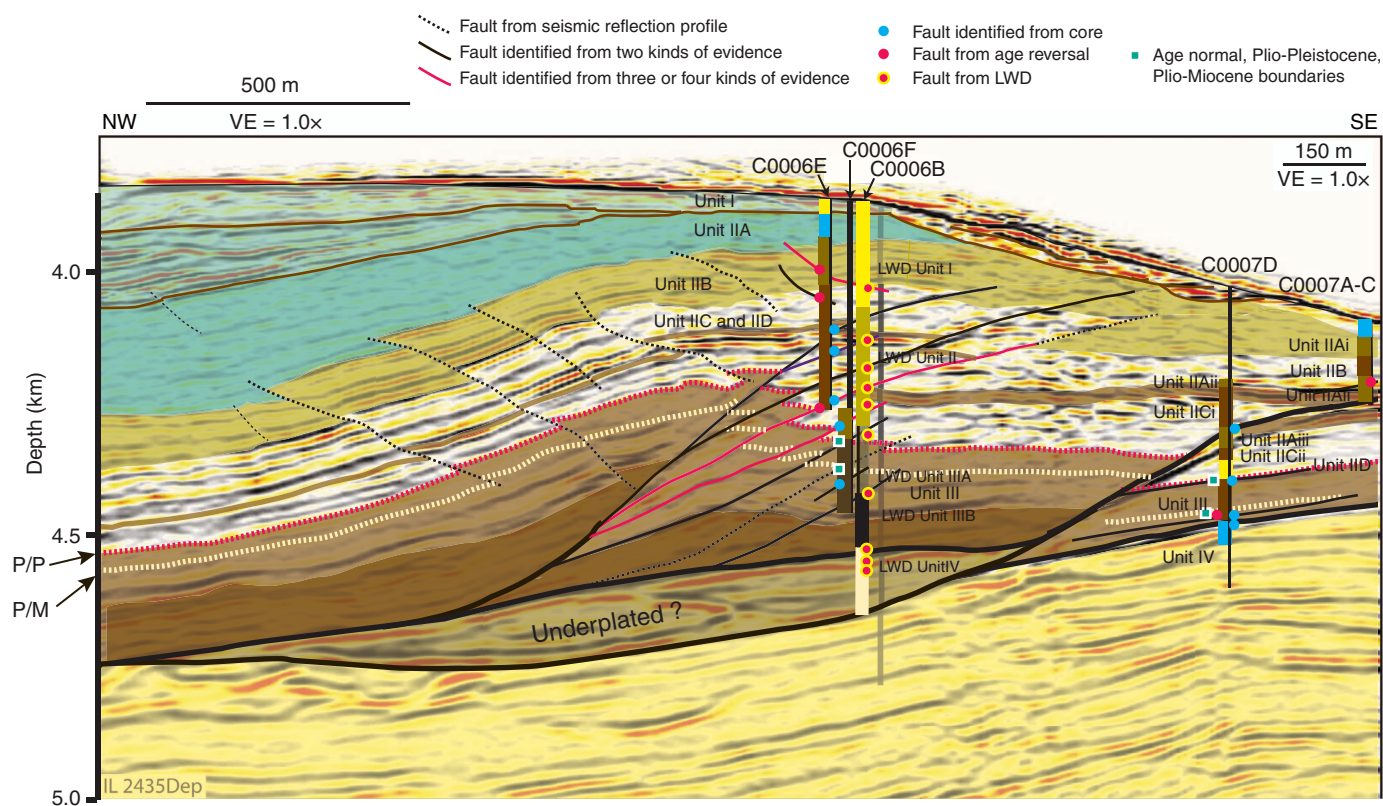 Fault from seismic reflection profile
Fault identified from two kinds of evidence
Fault identified from three or four kinds of evidence
Fault identified from core
Fault from age reversal
Fault from LWD
Age normal, Plio-Pleistocene,
Plio-Miocene boundaries
500 m
VE = 1.0×
NW
SE
150 m
VE = 1.0×
C0006F
C0006E
C0006B
Unit I
Unit IIA
LWD Unit I
C0007D
C0007A-C
4.0
Unit IIB
Unit IIC and IID
WD Unit II
Unit IIAi
Unit IIB
Unit IIAii
Unit IIAii
Unit IICi
Unit IIAiii
Unit IICii
Unit IID
Depth (km)
LWD Unit IIIA
Unit III
LWD Unit IIIB
Unit III
4.5
P/P
LWD UnitIV
Unit IV
P/M
Underplated ?
IL 2435Dep
5.0